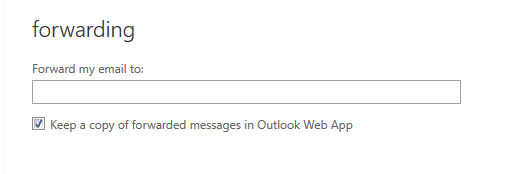 forwarding
Forward my email to:
Keep a copy of forwarded messages in Outlook Web App